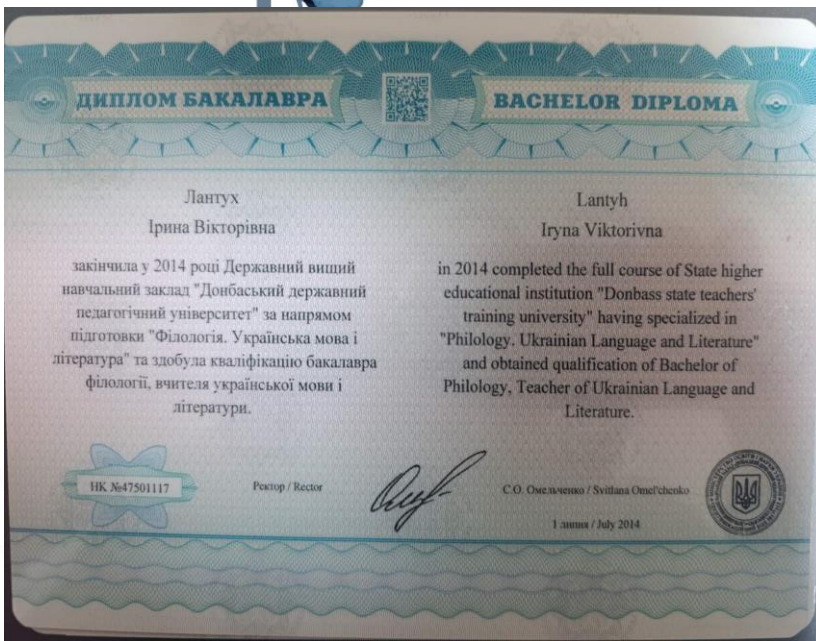 ДИПЛОМ БАКАЛАВРА
Лантух
Ірина Вікторівна
закінчила у 2014 році Державний вищий
навчальний заклад "Донбаський державний
педагогічний університет" за напрямом
підготовки "Філологія. Українська мова і
література" та здобула кваліфікацію бакалавра
філології, вчителя української мови і
літератури.
BACHELOR DIPLOMA
Lantyh
Iryna Viktorivna
in 2014 completed the full course of State higher
educational institution "Donbass state teachers'
training university" having specialized in
"Philology. Ukrainian Language and Literature"
and obtained qualification of Bachelor of
Philology, Teacher of Ukrainian Language and
Literature.
НК №47501117
Ректор / Rector
С.О. Омельченко / Svitlana Omel'chenko
1 липня / July 2014